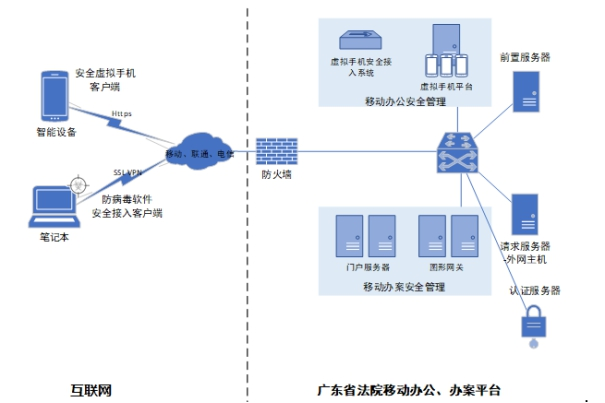 安全虚拟手机
客户端
Https
智能设备
移动、联通、电信
SSLVPN
防病毒软件
安全接入客户端
笔记本
防火墙
虚拟手机安全接
入系统
虚拟手机平台
移动办公安全管理
前置服务器
门户服务器
图形网关
移动办案安全管理
请求服务器
-外网主机
认证服务器
互联网
广东省法院移动办公、办案平台